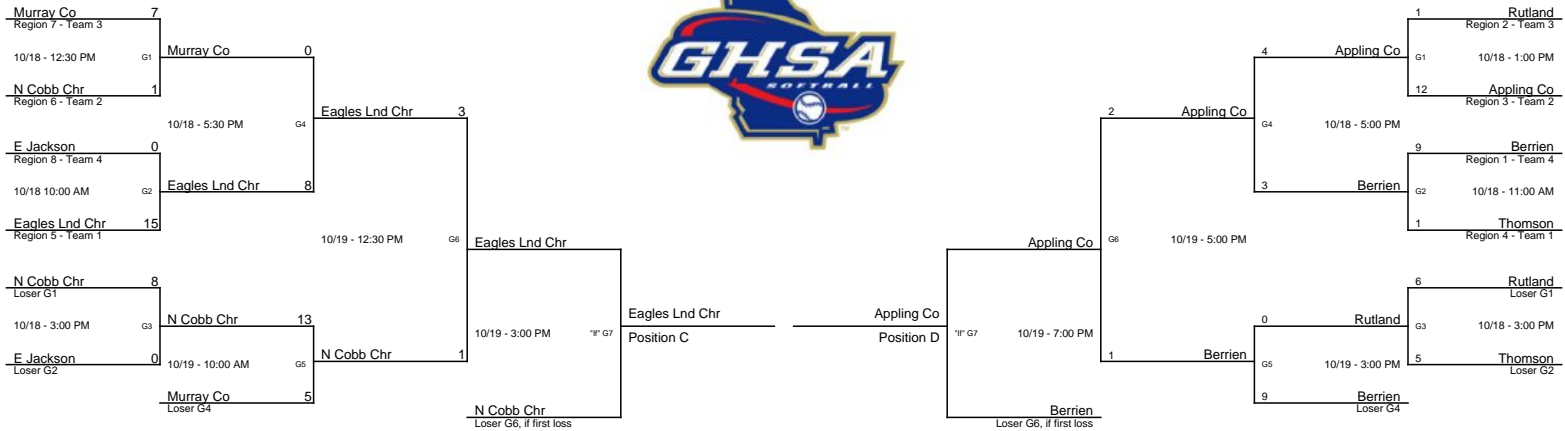 Murray Co 7
Region 7 - Team 3
10/18 - 12:30 PM G1
N Cobb Chr 1
Region 6 - Team 2
Murray Co 0
10/18 - 5:30 PM G4
E Jackson 0
Region 8 - Team 4
10/18 10:00 AM G2
Eagles Lnd Chr 15
Region 5 - Team 1
Eagles Lnd Chr 8
Eagles Lnd Chr 3
10/19 - 12:30 PM G6
N Cobb Chr 8
Loser G1
10/18 - 3:00 PM G3
E Jackson 0
Loser G2
N Cobb Chr 13
10/19 - 10:00 AM G5
Murray Co 5
Loser G4
N Cobb Chr 1
Eagles Lnd Chr
10/19 - 3:00 PM "If" G7
N Cobb Chr
Loser G6, if first loss
Eagles Lnd Chr
Position C
GHSA
SOFTBALL
TM
Appling Co
Position D
Appling Co
"If" G7 10/19 - 7:00 PM
Berrien
Loser G6, if first loss
2 Appling Co
G6 10/19 - 5:00 PM
1 Berrien
4 Appling Co
G4 10/18 - 5:00 PM
3 Berrien
0 Rutland
G5 10/19 - 3:00 PM
9 Berrien
Loser G4
1 Rutland
Region 2 - Team 3
G1 10/18 - 1:00 PM
12 Appling Co
Region 3 - Team 2
9 Berrien
Region 1 - Team 4
G2 10/18 - 11:00 AM
1 Thomson
Region 4 - Team 1
6 Rutland
Loser G1
G3 10/18 - 3:00 PM
5 Thomson
Loser G2